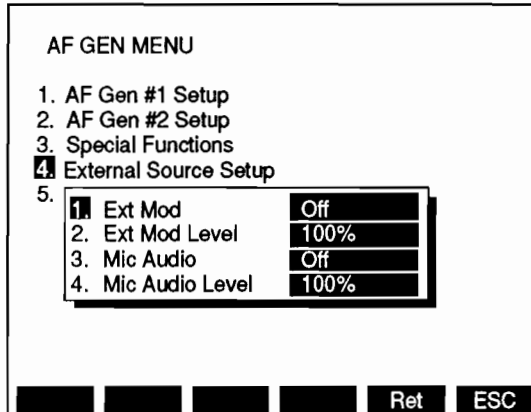 AF GEN MENU
1. AF Gen #1 Setup
2. AF Gen #2 Setup
3. Special Functions
4. External Source Setup
5.
1. Ext Mod Off
2. Ext Mod Level 100%
3. Mic Audio Off
4. Mic Audio Level 100%
Ret ESC